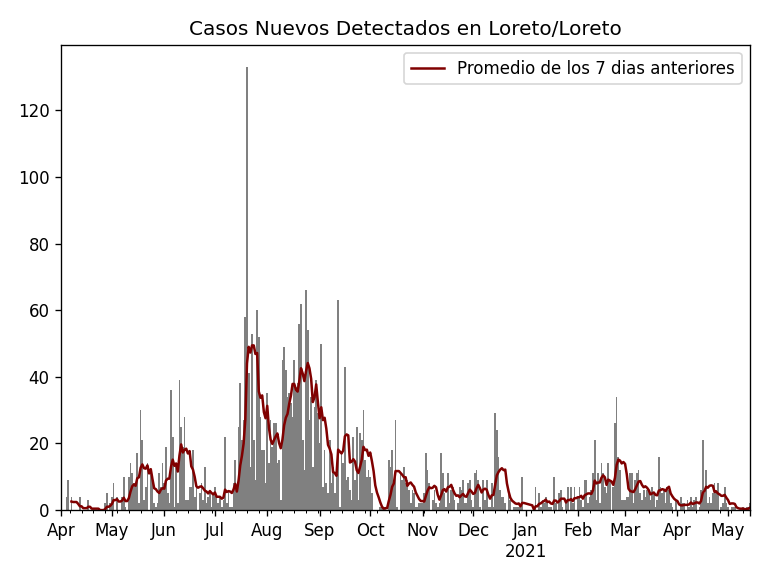 Casos Nuevos Detectados en Loreto/Loreto
Promedio de los 7 dias anteriores
120
100
80
60
40
20
0
Apr May Jun Jul Aug Sep Oct Nov Dec Jan Feb Mar Apr May
2021